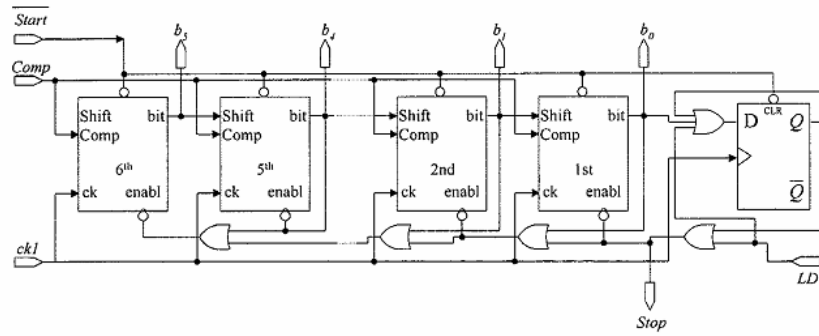 Start
b5 b4 b1 b0
Comp
Shift bit Shift bit Shift bit Shift bit
Comp Comp Comp Comp
CLR
D Q
6th 5th 2nd 1st
Q
ck enabl ck enabl ck enabl ck enabl
ck1
LD
Stop